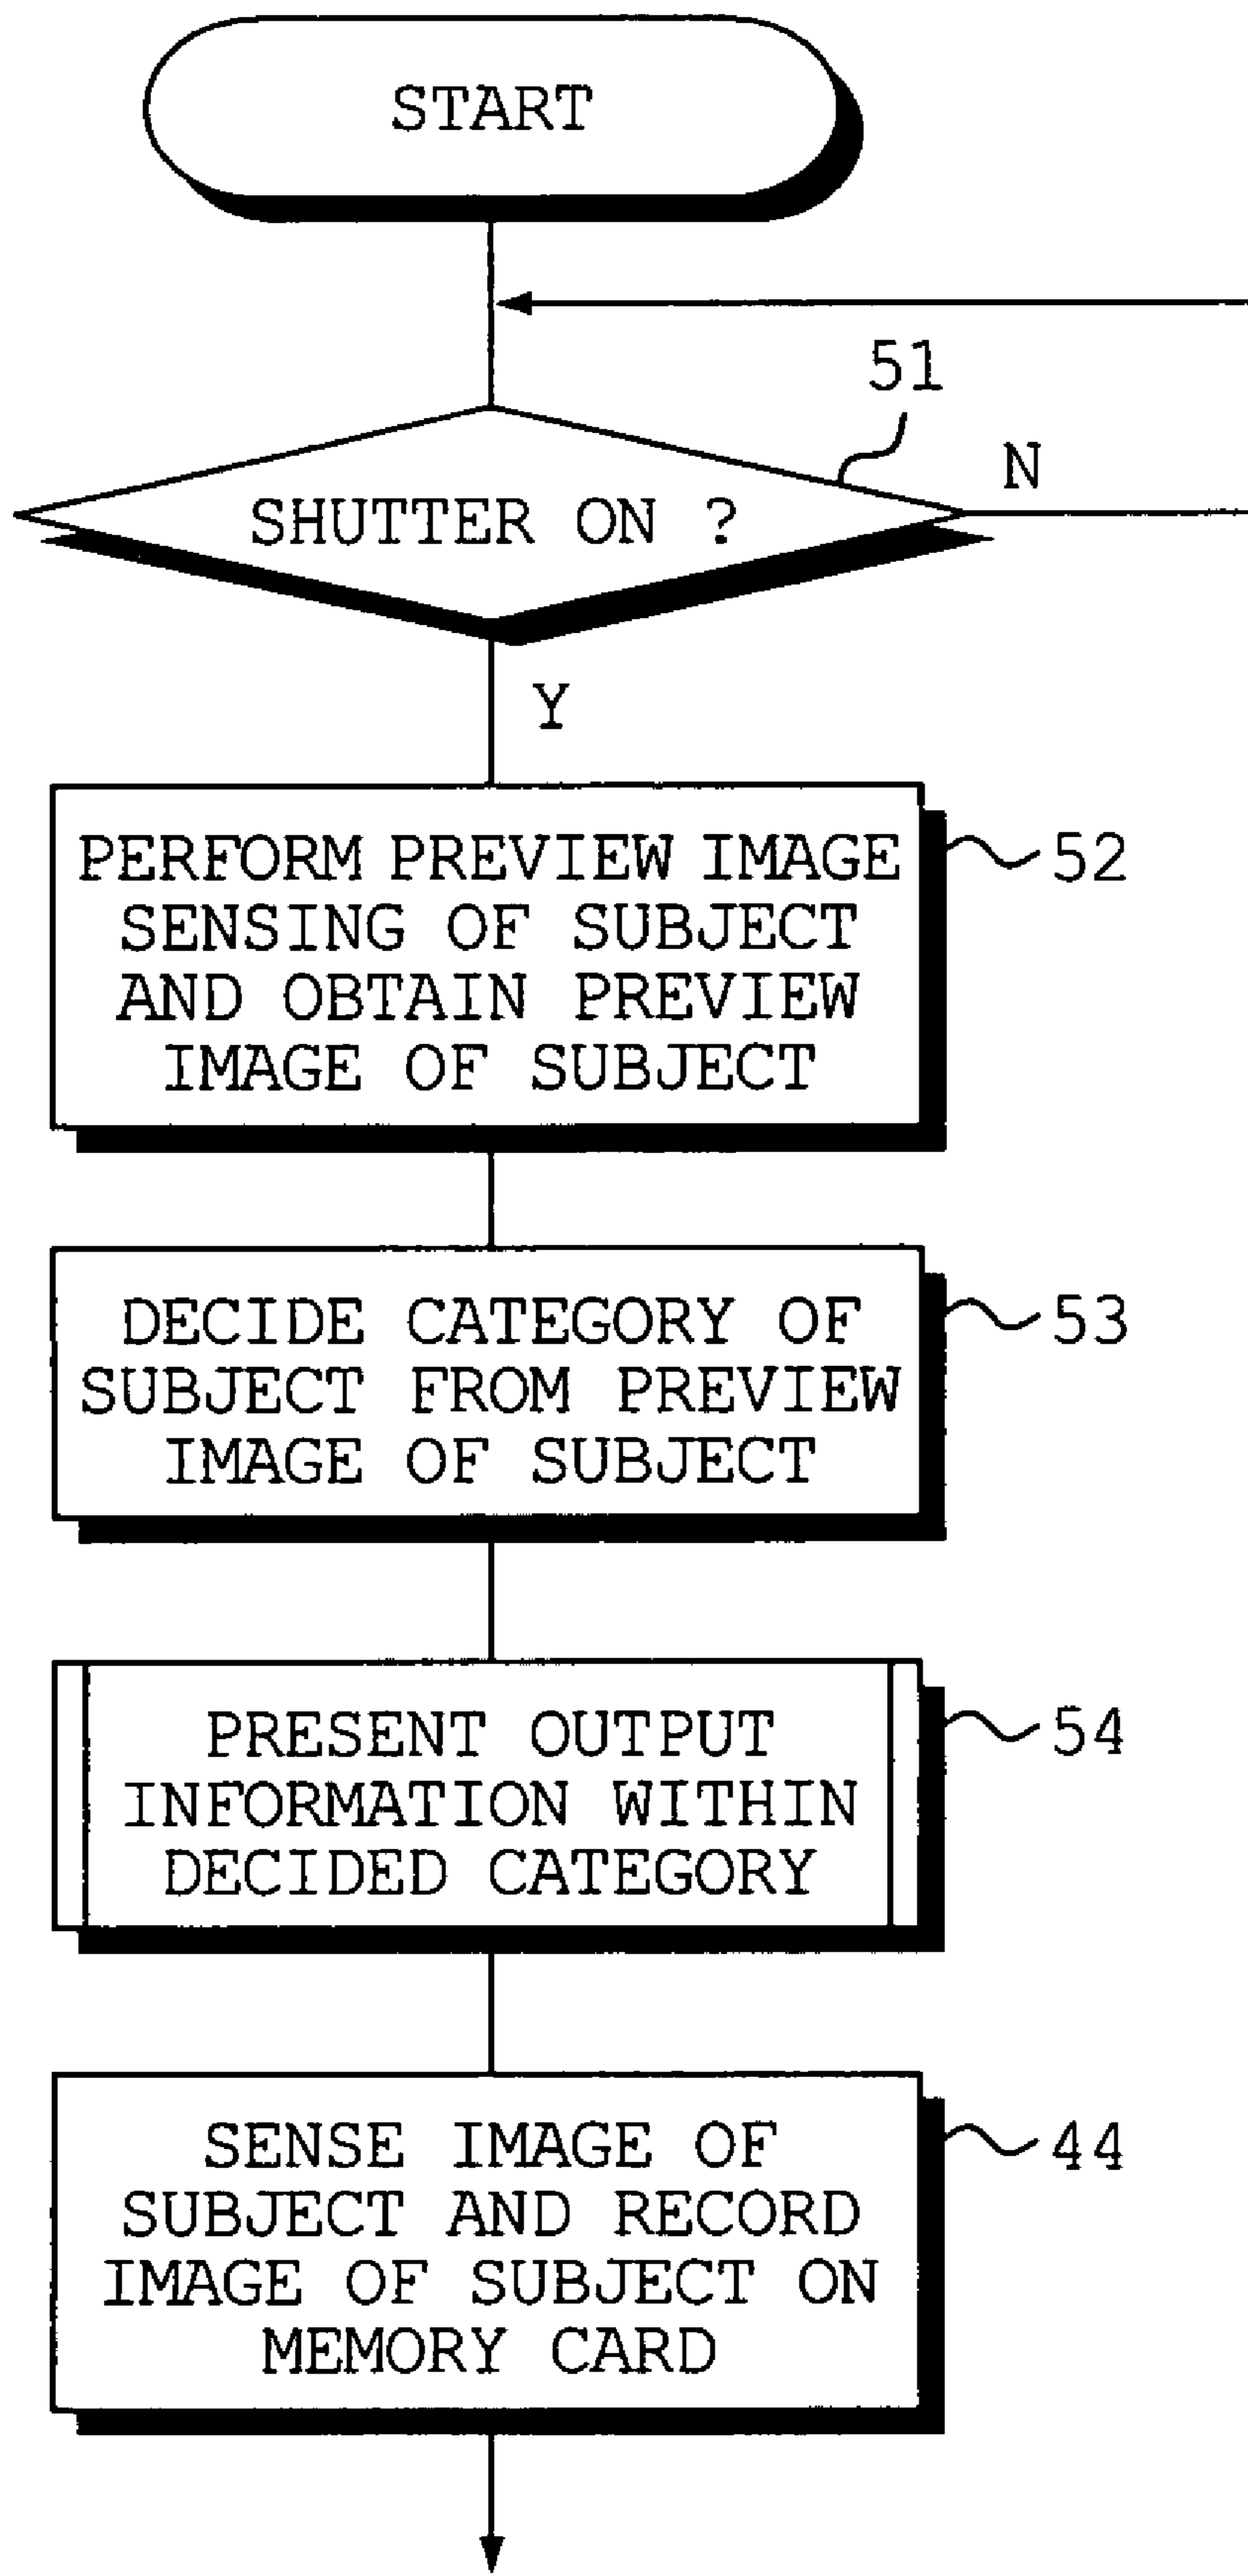 START
51
N
SHUTTER ON ?
Y
PERFORM PREVIEW IMAGE
SENSING OF SUBJECT
AND OBTAIN PREVIEW
IMAGE OF SUBJECT
52
DECIDE CATEGORY OF
SUBJECT FROM PREVIEW
IMAGE OF SUBJECT
53
PRESENT OUTPUT
INFORMATION WITHIN
DECIDED CATEGORY
54
SENSE IMAGE OF
SUBJECT AND RECORD
IMAGE OF SUBJECT ON
MEMORY CARD
44